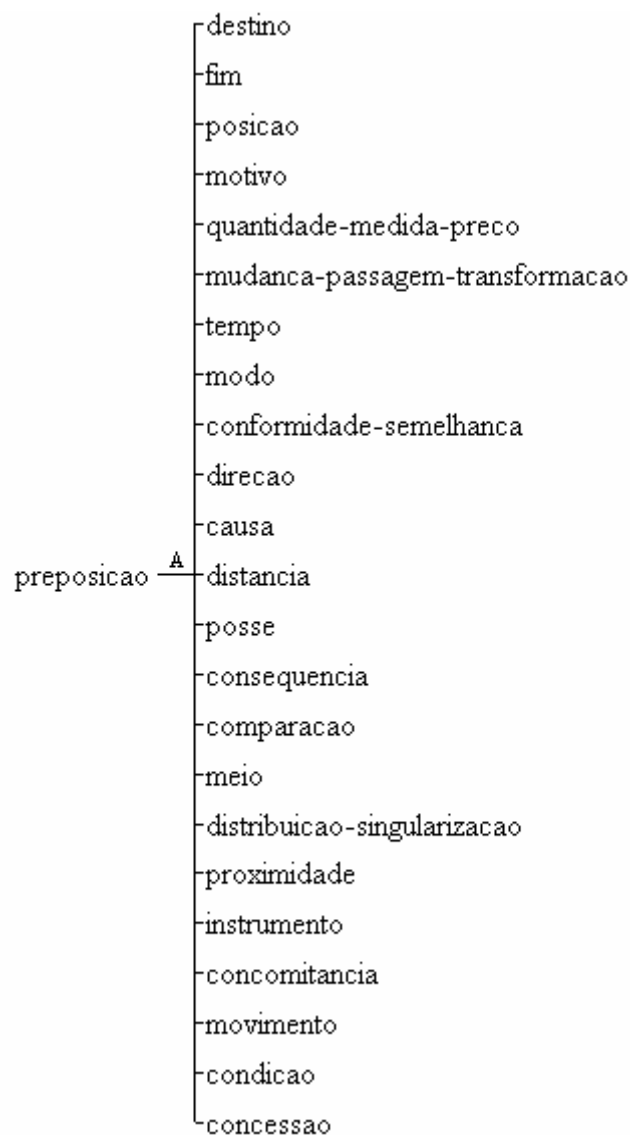 destino
fim
posicao
motivo
quantidade-medida-preco
mudanca-passagem-transformacao
tempo
modo
conformidade-semelhanca
direcao
causa
preposicao A distancia
posse
consequencia
comparacao
meio
distribuicao-singularizacao
proximidade
instrumento
concomitancia
movimento
condicao
concessao